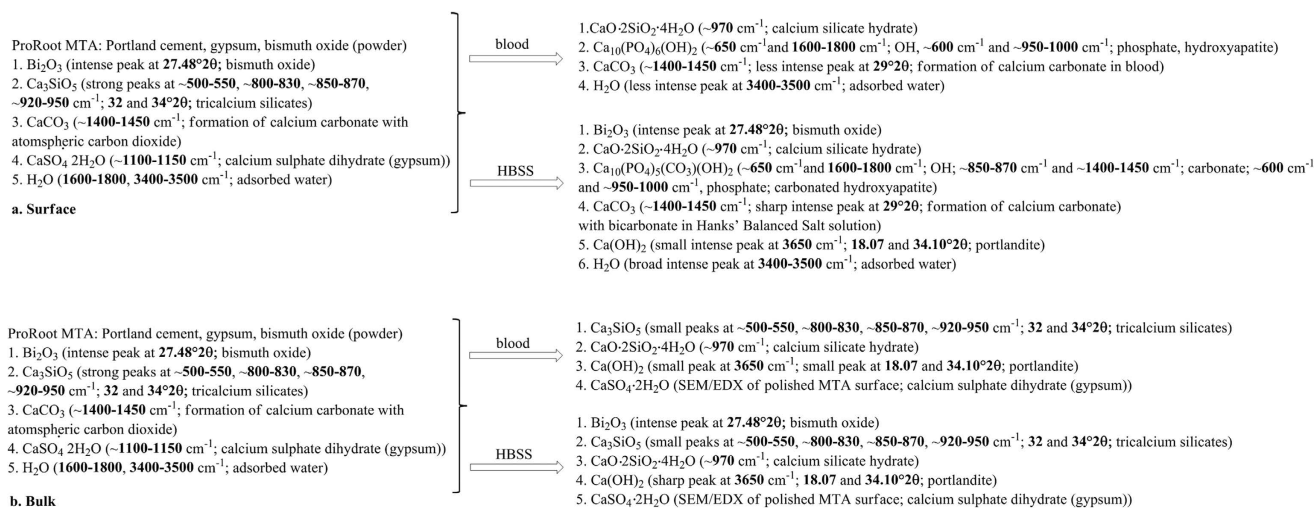 ProRoot MTA: Portland cement, gypsum, bismuth oxide (powder)
1. Bi₂O₃ (intense peak at 27.48°2θ; bismuth oxide)
2. Ca₃SiO₅ (strong peaks at ~500-550, ~800-830, ~850-870,
~920-950 cm⁻¹; 32 and 34°2θ; tricalcium silicates)
3. CaCO₃ (~1400-1450 cm⁻¹; formation of calcium carbonate with
atomspheric carbon dioxide)
4. CaSO₄ 2H₂O (~1100-1150 cm⁻¹; calcium sulphate dihydrate (gypsum))
5. H₂O (1600-1800, 3400-3500 cm⁻¹; adsorbed water)
a. Surface
blood
1.CaO·2SiO₂·4H₂O (~970 cm⁻¹; calcium silicate hydrate)
2. Ca₁₀(PO₄)₆(OH)₂ (~650 cm⁻¹and 1600-1800 cm⁻¹; OH, ~600 cm⁻¹ and ~950-1000 cm⁻¹; phosphate, hydroxyapatite)
3. CaCO₃ (~1400-1450 cm⁻¹; less intense peak at 29°2θ; formation of calcium carbonate in blood)
4. H₂O (less intense peak at 3400-3500 cm⁻¹; adsorbed water)
HBSS
1. Bi₂O₃ (intense peak at 27.48°2θ; bismuth oxide)
2. CaO·2SiO₂·4H₂O (~970 cm⁻¹; calcium silicate hydrate)
3. Ca₁₀(PO₄)₅(CO₃)(OH)₂ (~650 cm⁻¹and 1600-1800 cm⁻¹; OH; ~850-870 cm⁻¹ and ~1400-1450 cm⁻¹; carbonate; ~600 cm⁻¹
and ~950-1000 cm⁻¹, phosphate; carbonated hydroxyapatite)
4. CaCO₃ (~1400-1450 cm⁻¹; sharp intense peak at 29°2θ; formation of calcium carbonate)
with bicarbonate in Hanks' Balanced Salt solution)
5. Ca(OH)₂ (small intense peak at 3650 cm⁻¹; 18.07 and 34.10°2θ; portlandite)
6. H₂O (broad intense peak at 3400-3500 cm⁻¹; adsorbed water)
ProRoot MTA: Portland cement, gypsum, bismuth oxide (powder)
1. Bi₂O₃ (intense peak at 27.48°2θ; bismuth oxide)
2. Ca₃SiO₅ (strong peaks at ~500-550, ~800-830, ~850-870,
~920-950 cm⁻¹; 32 and 34°2θ; tricalcium silicates)
3. CaCO₃ (~1400-1450 cm⁻¹; formation of calcium carbonate with
atomspheric carbon dioxide)
4. CaSO₄ 2H₂O (~1100-1150 cm⁻¹; calcium sulphate dihydrate (gypsum))
5. H₂O (1600-1800, 3400-3500 cm⁻¹; adsorbed water)
b. Bulk
blood
1. Ca₃SiO₅ (small peaks at ~500-550, ~800-830, ~850-870, ~920-950 cm⁻¹; 32 and 34°2θ; tricalcium silicates)
2. CaO·2SiO₂·4H₂O (~970 cm⁻¹; calcium silicate hydrate)
3. Ca(OH)₂ (small peak at 3650 cm⁻¹; small peak at 18.07 and 34.10°2θ; portlandite)
4. CaSO₄·2H₂O (SEM/EDX of polished MTA surface; calcium sulphate dihydrate (gypsum))
HBSS
1. Bi₂O₃ (intense peak at 27.48°2θ; bismuth oxide)
2. Ca₃SiO₅ (small peaks at ~500-550, ~800-830, ~850-870, ~920-950 cm⁻¹; 32 and 34°2θ; tricalcium silicates)
3. CaO·2SiO₂·4H₂O (~970 cm⁻¹; calcium silicate hydrate)
4. Ca(OH)₂ (sharp peak at 3650 cm⁻¹; 18.07 and 34.10°2θ; portlandite)
5. CaSO₄·2H₂O (SEM/EDX of polished MTA surface; calcium sulphate dihydrate (gypsum))